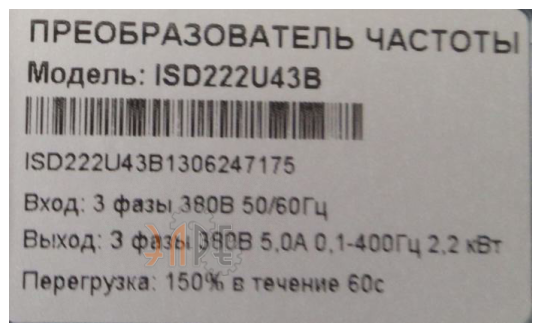 ПРЕОБРАЗОВАТЕЛЬ ЧАСТОТЫ
Модель: ISD222U43B
ISD222U43B1306247175
Вход: 3 фазы 380В 50/60Гц
Выход: 3 фазы 380В 5,0А 0,1-400Гц 2,2 кВт
Перегрузка: 150% в течение 60с